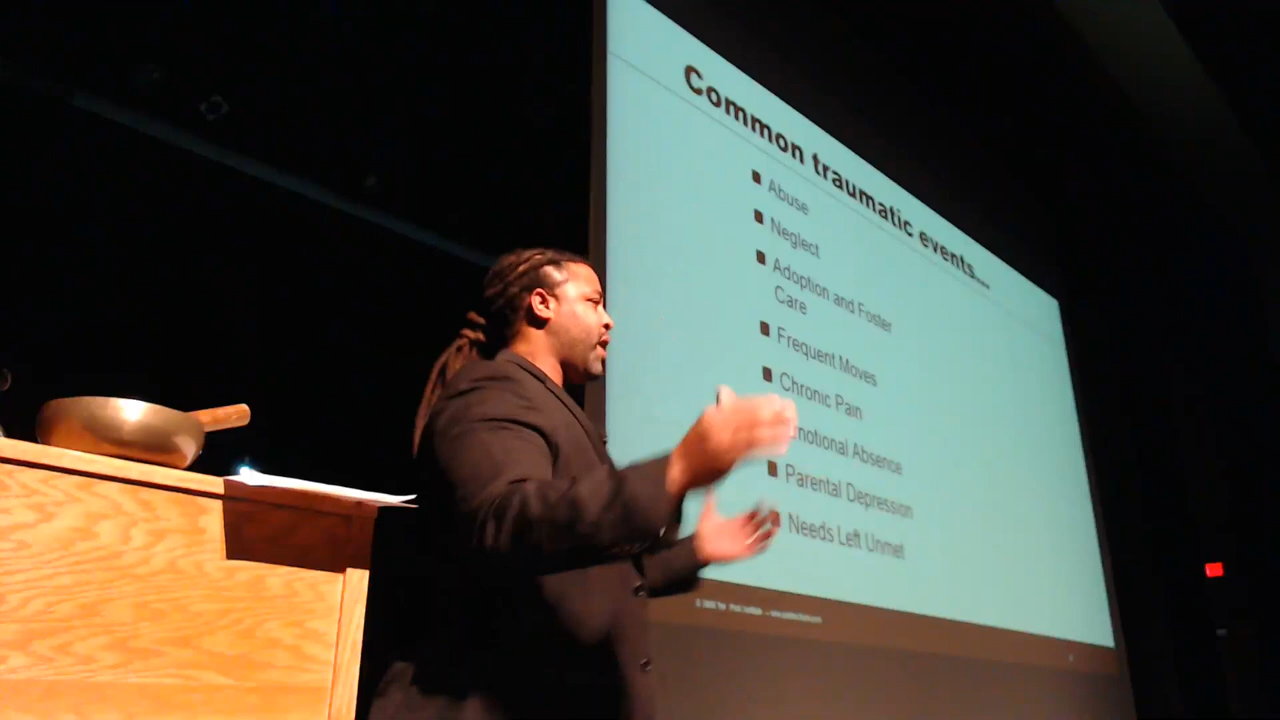 Common traumatic events...
Abuse
Neglect
Adoption and Foster
Care
Frequent Moves
Chronic Pain
Emotional Absence
Parental Depression
Needs Left Unmet